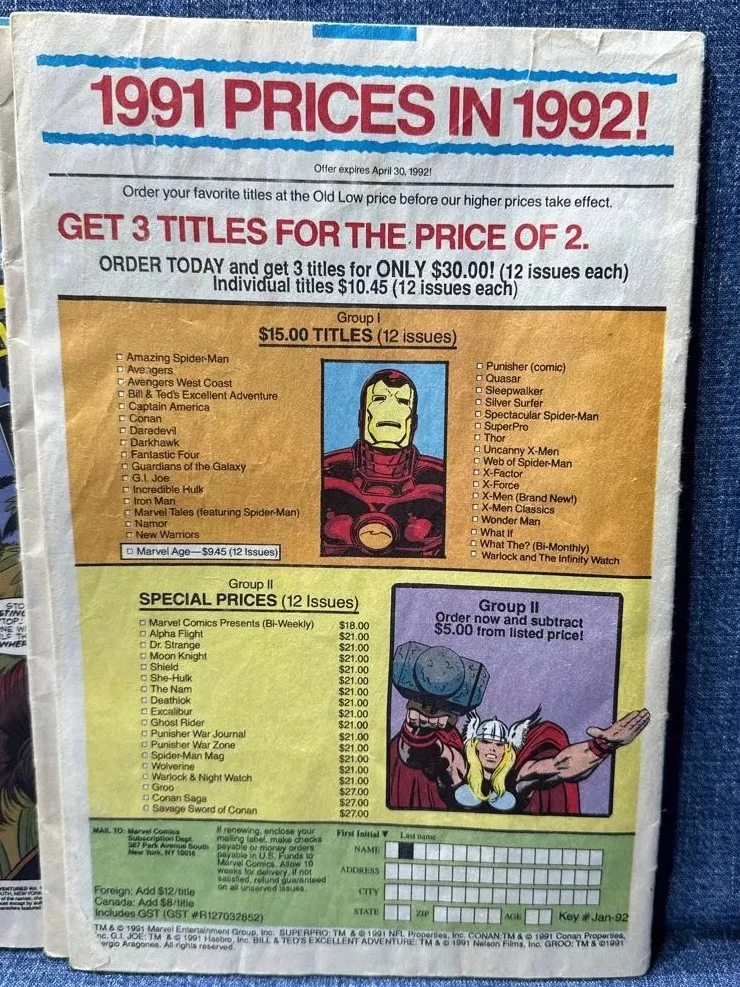 1991 PRICES IN 1992!
Offer expires April 30, 1992!
Order your favorite titles at the Old Low price before our higher prices take effect.
GET 3 TITLES FOR THE PRICE OF 2.
ORDER TODAY and get 3 titles for ONLY $30.00! (12 issues each)
Individual titles $10.45 (12 issues each)
Group I
$15.00 TITLES (12 issues)
Amazing Spider-Man
Avengers
Avengers West Coast
Bill & Ted's Excellent Adventure
Captain America
Conan
Daredevil
Darkhawk
Fantastic Four
Guardians of the Galaxy
G.I. Joe
Incredible Hulk
Iron Man
Marvel Tales (featuring Spider-Man)
Namor
New Warriors
Marvel Age—$9.45 (12 Issues)
Punisher (comic)
Quasar
Sleepwalker
Silver Surfer
Spectacular Spider-Man
SuperPro
Thor
Uncanny X-Men
Web of Spider-Man
X-Factor
X-Force
X-Men (Brand New!)
X-Men Classics
Wonder Man
What If
What The? (Bi-Monthly)
Warlock and The Infinity Watch
Group II
SPECIAL PRICES (12 Issues)
Marvel Comics Presents (Bi-Weekly) $18.00
Alpha Flight $21.00
Dr. Strange $21.00
Moon Knight $21.00
Shield $21.00
She-Hulk $21.00
The Nam $21.00
Deathlok $21.00
Excalibur $21.00
Ghost Rider $21.00
Punisher War Journal $21.00
Punisher War Zone $21.00
Spider-Man Mag $21.00
Wolverine $21.00
Warlock & Night Watch $21.00
Groo $27.00
Conan Saga $27.00
Savage Sword of Conan $27.00
Group II
Order now and subtract
$5.00 from listed price!
MAIL TO: Marvel Comics
Subscription Dept.
387 Park Avenue South
New York, NY 10016
Foreign: Add $12/title
Canada: Add $8/title
Includes GST (GST #R127032852)
If renewing, enclose your
mailing label, make checks
payable or money orders
payable in U.S. Funds to
Marvel Comics. Allow 10
weeks for delivery. if not
satisfied, refund guaranteed
on all unserved issues.
First Initial ▼ Last name
NAME
ADDRESS
CITY
STATE ZIP AGE Key # Jan-92
TM & © 1991 Marvel Entertainment Group, Inc. SUPERPRO: TM & © 1991 NFL Properties, Inc. CONAN: TM & © 1991 Conan Properties,
nc. G.I. JOE: TM & © 1991 Hasbro, Inc. BILL & TED'S EXCELLENT ADVENTURE: TM & © 1991 Nelson Films, Inc. GROO: TM & ©1991
ergio Aragones. All rights reserved.